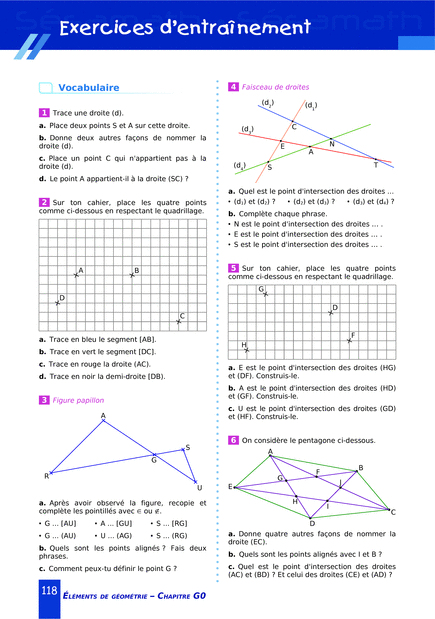 Exercices d'entraînement
Vocabulaire
1 Trace une droite (d).
a. Place deux points S et A sur cette droite.
b. Donne deux autres façons de nommer la
droite (d).
c. Place un point C qui n'appartient pas à la
droite (d).
d. Le point A appartient-il à la droite (SC) ?
2 Sur ton cahier, place les quatre points
comme ci-dessous en respectant le quadrillage.
A
B
D
C
a. Trace en bleu le segment [AB].
b. Trace en vert le segment [DC].
c. Trace en rouge la droite (AC).
d. Trace en noir la demi-droite [DB).
3 Figure papillon
A
S
G
R
U
a. Après avoir observé la figure, recopie et
complète les pointillés avec ∈ ou ∉.
• G ... [AU] • A ... [GU] • S ... [RG]
• G ... (AU) • U ... (AG) • S ... (RG)
b. Quels sont les points alignés ? Fais deux
phrases.
c. Comment peux-tu définir le point G ?
118 ÉLÉMENTS DE GÉOMÉTRIE – CHAPITRE G0
4 Faisceau de droites
(d2)
(d1)
C
(d3)
E
N
A
(d4)
S
T
a. Quel est le point d'intersection des droites ...
• (d1) et (d2) ? • (d2) et (d3) ? • (d3) et (d4) ?
b. Complète chaque phrase.
• N est le point d'intersection des droites ... .
• E est le point d'intersection des droites ... .
• S est le point d'intersection des droites ... .
5 Sur ton cahier, place les quatre points
comme ci-dessous en respectant le quadrillage.
G
D
F
H
a. E est le point d'intersection des droites (HG)
et (DF). Construis-le.
b. A est le point d'intersection des droites (HD)
et (GF). Construis-le.
c. U est le point d'intersection des droites (GD)
et (HF). Construis-le.
6 On considère le pentagone ci-dessous.
A
B
F
G
J
E
H
I
C
D
a. Donne quatre autres façons de nommer la
droite (EC).
b. Quels sont les points alignés avec I et B ?
c. Quel est le point d'intersection des droites
(AC) et (BD) ? Et celui des droites (CE) et (AD) ?